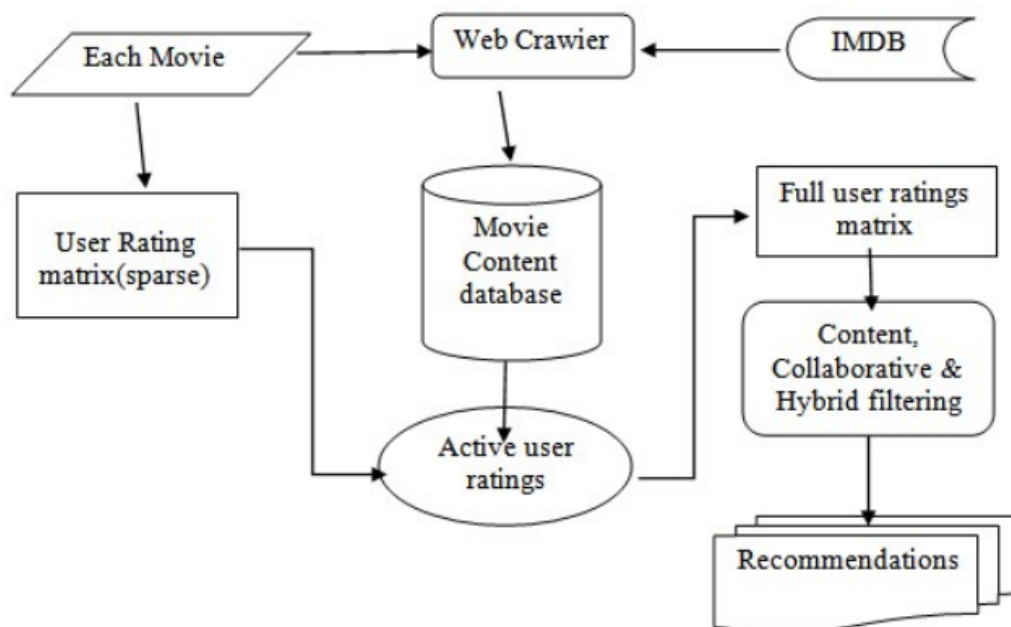 Each Movie
Web Crawier
IMDB
User Rating
matrix(sparse)
Movie
Content
database
Full user ratings
matrix
Content,
Collaborative &
Hybrid filtering
Active user
ratings
Recommendations